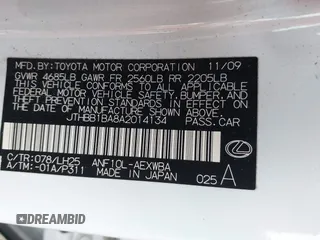 MFD.BY:TOYOTA MOTOR CORPORATION 11/09
GVWR 4685LB GAWR FR 2560LB RR 2205LB
THIS VEHICLE CONFORMS TO ALL APPLICABLE
FEDERAL MOTOR VEHICLE SAFETY, BUMPER, AND
THEFT PREVENTION STANDARDS IN EFFECT ON
THE DATE OF MANUFACTURE SHOWN ABOVE.
JTHBB1BA8A2014134 PASS. CAR
C/TR:078/LH25 ANF10L-AEXWBA
A/TM:-01A/P311 MADE IN JAPAN 025 A
DRIVEDBID.COM